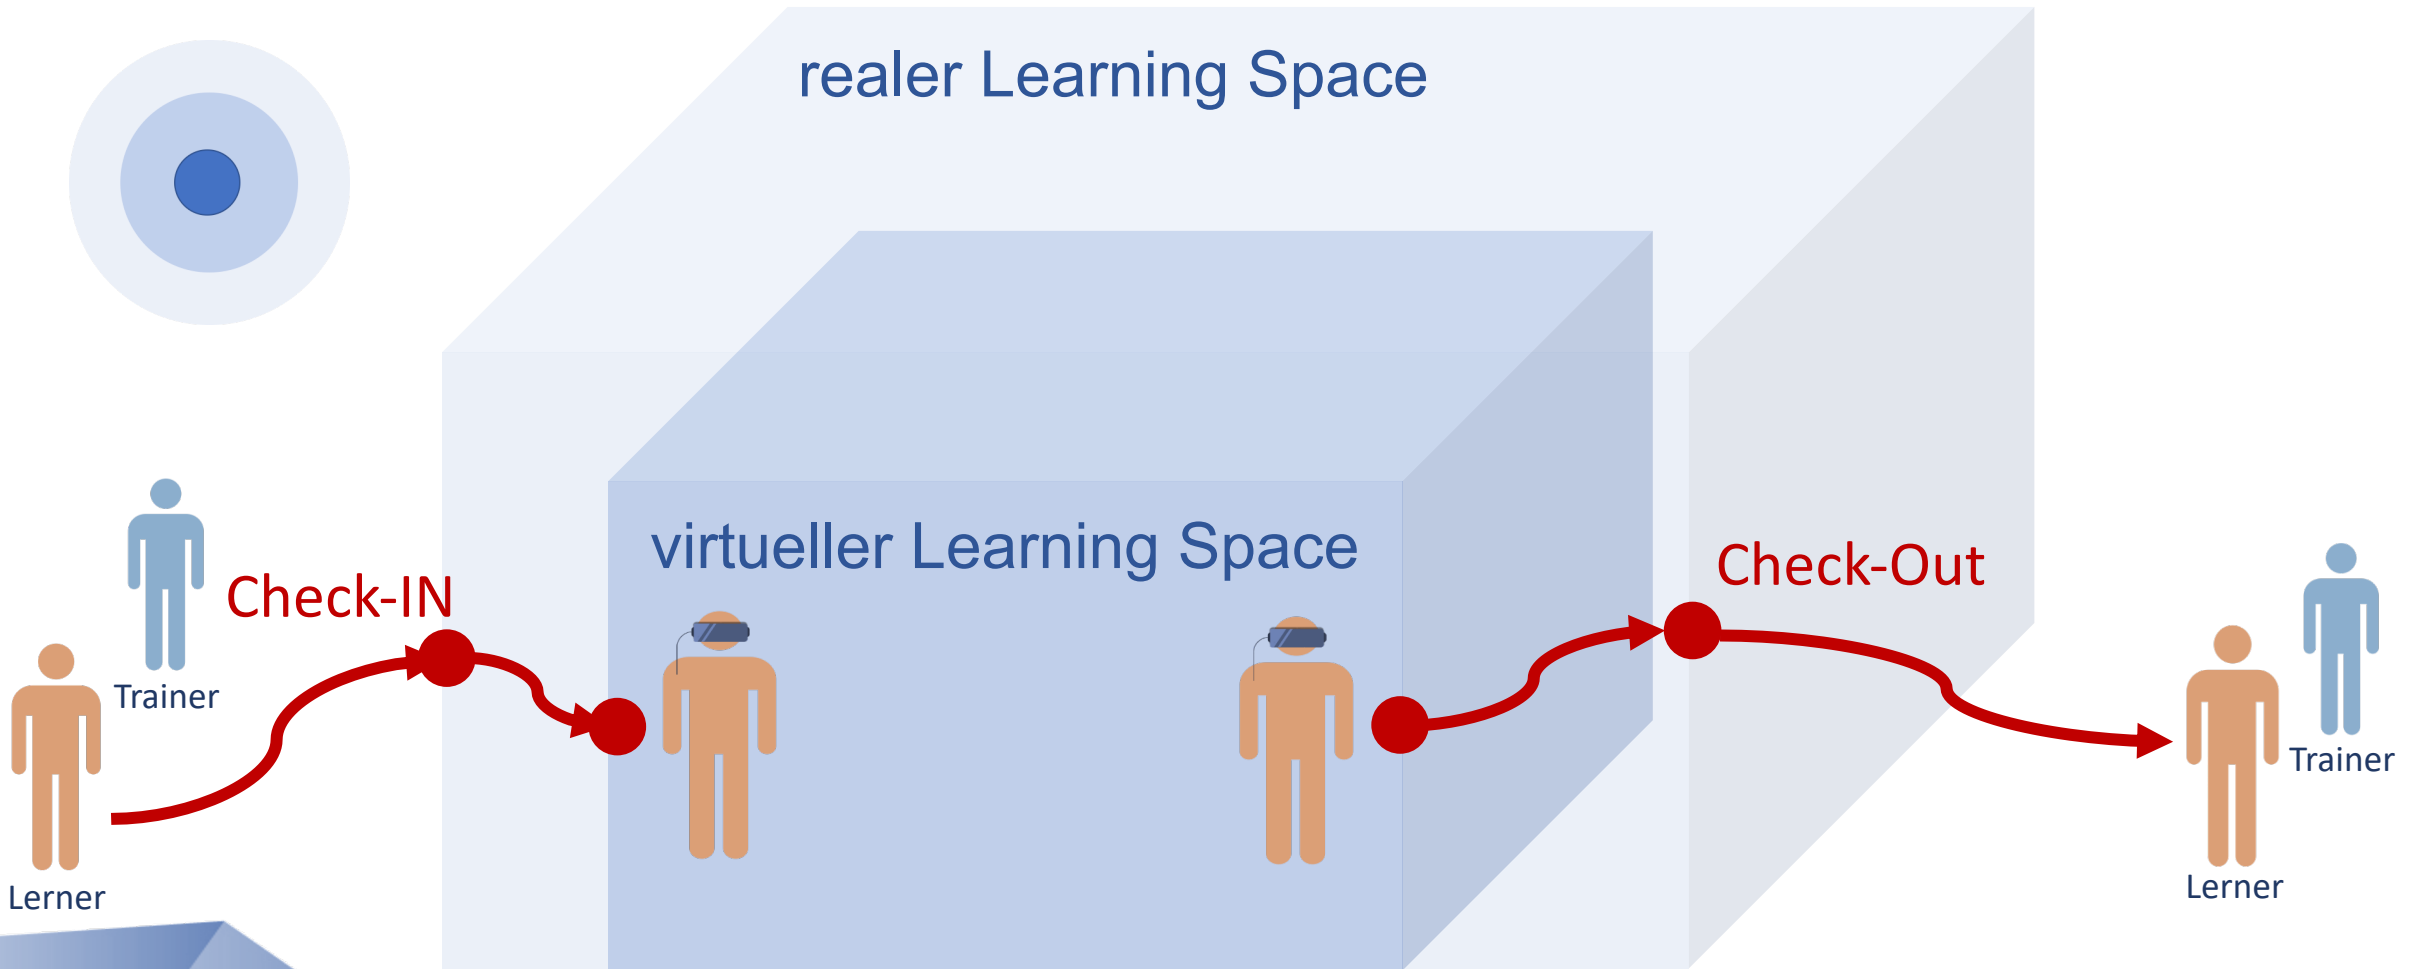 realer Learning Space
virtueller Learning Space
Check-IN
Check-Out
Trainer
Lerner
Trainer
Lerner